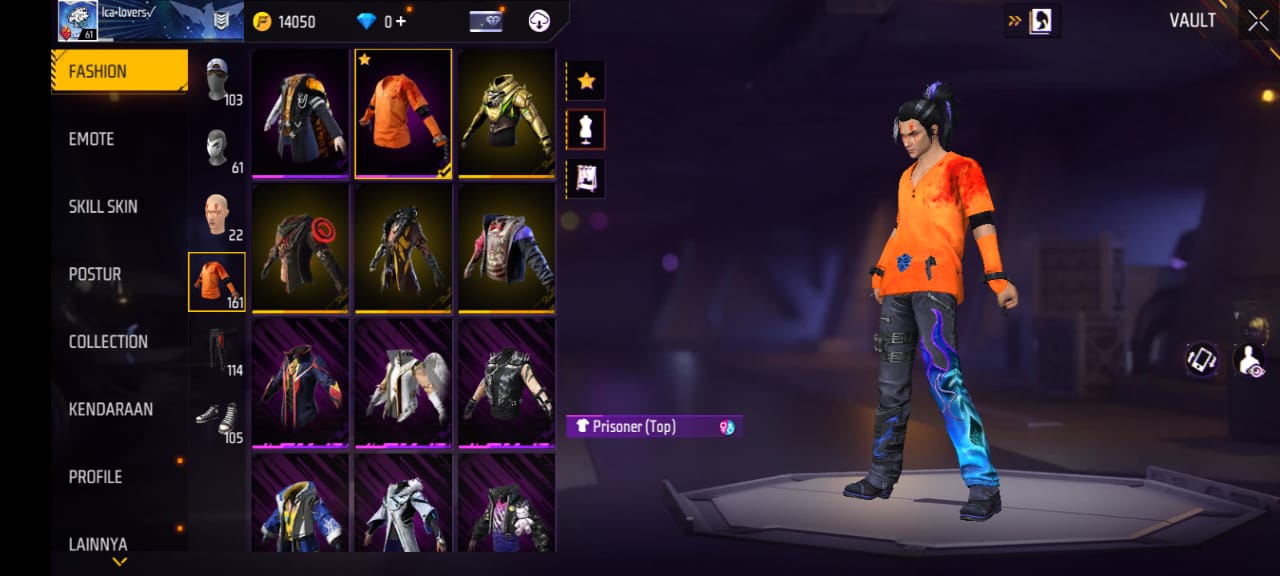 Ica-lovers✓
61
14050
0 +
VAULT
FASHION
EMOTE
SKILL SKIN
POSTUR
COLLECTION
KENDARAAN
PROFILE
LAINNYA
103
61
22
161
114
105
Prisoner (Top)